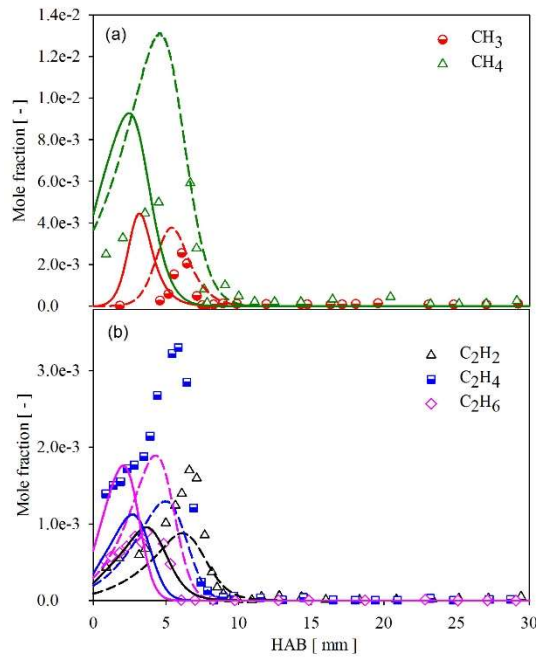 1.4e-2
(a)
CH3
1.2e-2
CH4
1.0e-2
8.0e-3
6.0e-3
4.0e-3
2.0e-3
0.0
Mole fraction [ - ]
(b)
C2H2
3.0e-3
C2H4
C2H6
2.0e-3
1.0e-3
0.0
Mole fraction [ - ]
0 5 10 15 20 25 30
HAB [ mm ]